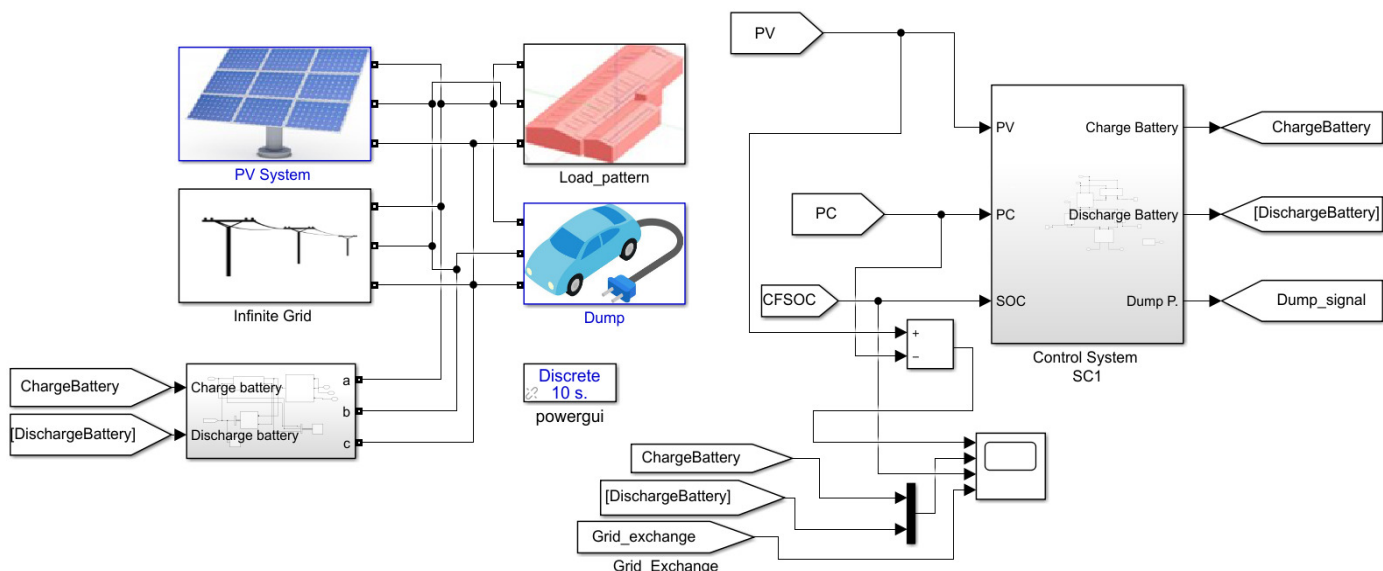 PV System
Load_pattern
Infinite Grid
Dump
Discrete
10 s.
powergui
ChargeBattery
[DischargeBattery]
Charge battery
Discharge battery
a
b
c
PV
PC
CFSOC
PV
PC
SOC
Charge Battery
Discharge Battery
Dump P.
Control System
SC1
ChargeBattery
[DischargeBattery]
Dump_signal
+
−
ChargeBattery
[DischargeBattery]
Grid_exchange
Grid_Exchange